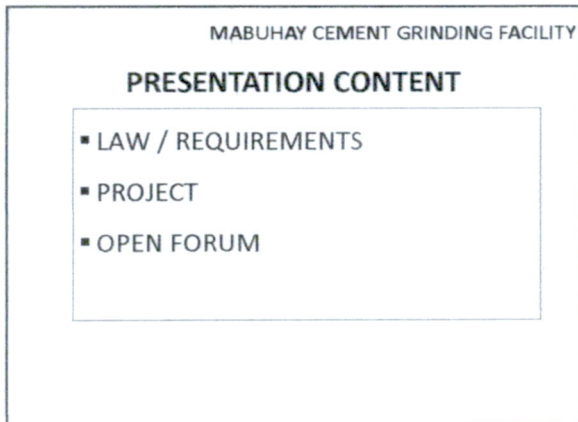 MABUHAY CEMENT GRINDING FACILITY
PRESENTATION CONTENT
▪ LAW / REQUIREMENTS
▪ PROJECT
▪ OPEN FORUM